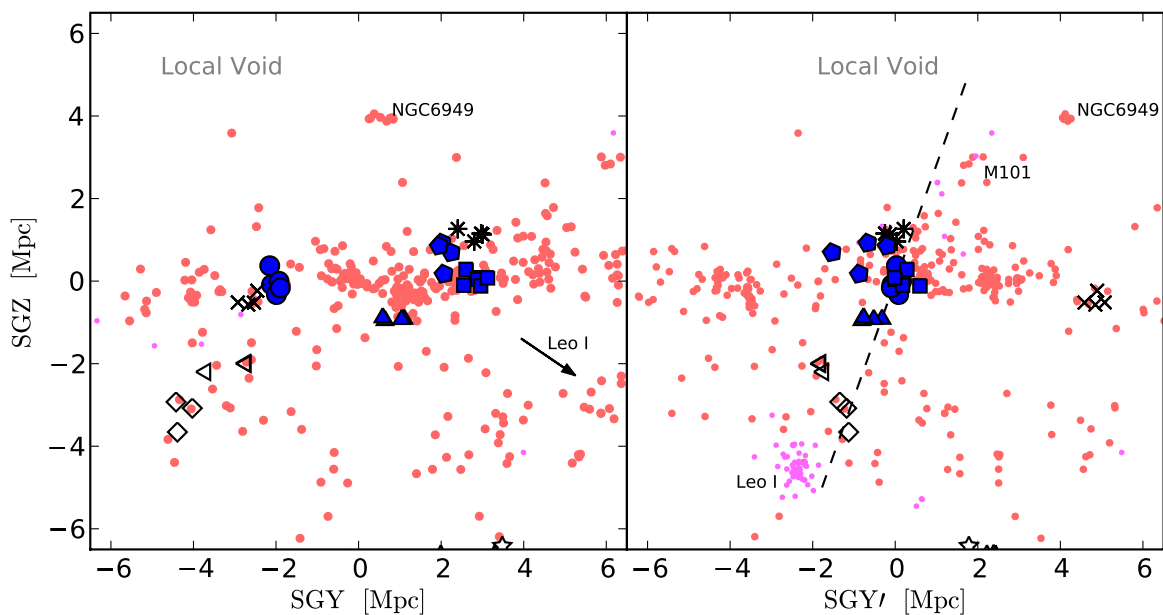 Local Void
NGC6949
Leo I
6
4
2
0
−2
−4
−6
SGZ [Mpc]
−6 −4 −2 0 2 4 6
SGY [Mpc]
Local Void
NGC6949
M101
Leo I
−6 −4 −2 0 2 4 6
SGY′ [Mpc]